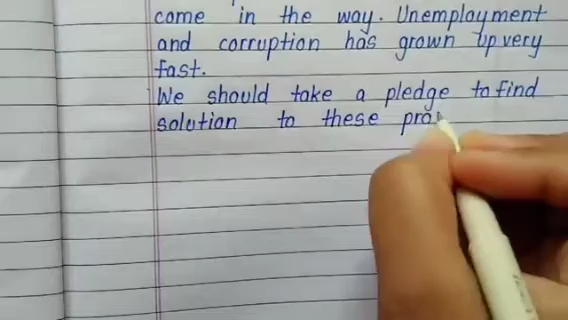 come in the way. Unemployment
and corruption has grown up very
fast.
We should take a pledge to find
solution to these pro